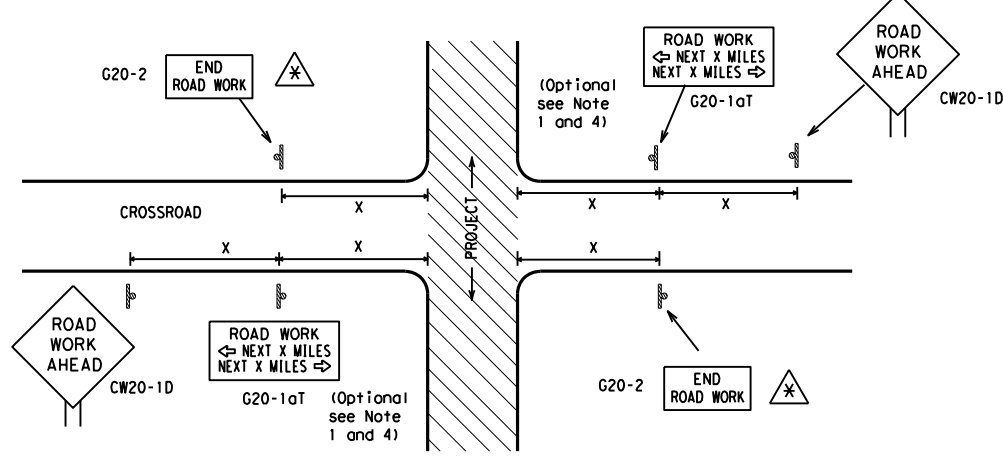 ROAD
WORK
AHEAD
CW20-1D
ROAD WORK
⇦ NEXT X MILES
NEXT X MILES ⇨
G20-1aT
(Optional
see Note
1 and 4)
G20-2
END
ROAD WORK
*
X
X
X
CROSSROAD
PROJECT
X
X
X
ROAD
WORK
AHEAD
CW20-1D
ROAD WORK
⇦ NEXT X MILES
NEXT X MILES ⇨
G20-1aT
(Optional
see Note
1 and 4)
G20-2
END
ROAD WORK
*